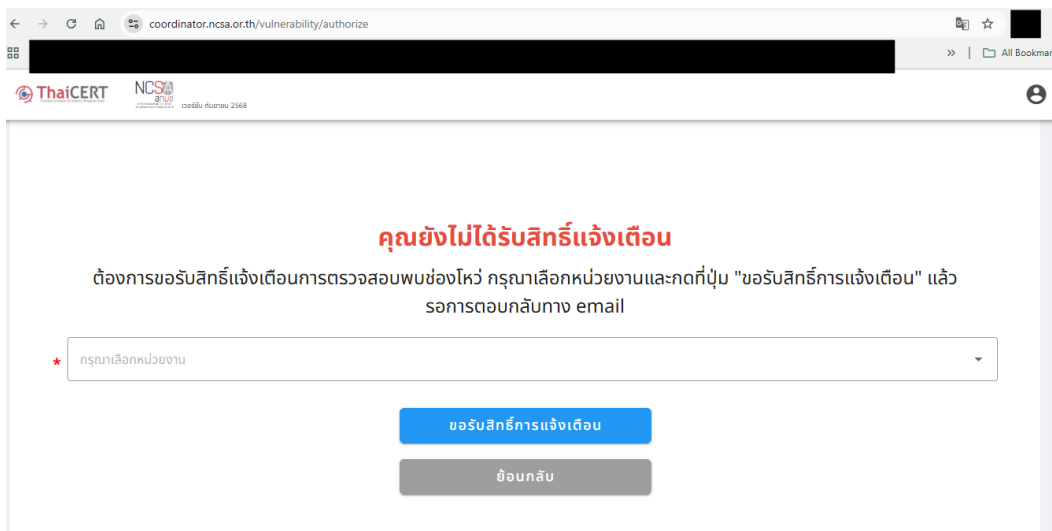 coordinator.ncsa.or.th/vulnerability/authorize
All Bookmar
ThaiCERT
NCSA
สกมช
เวอร์ชัน กันยายน 2568
คุณยังไม่ได้รับสิทธิ์แจ้งเตือน
ต้องการขอรับสิทธิ์แจ้งเตือนการตรวจสอบพบช่องโหว่ กรุณาเลือกหน่วยงานและกดที่ปุ่ม "ขอรับสิทธิ์การแจ้งเตือน" แล้ว
รอการตอบกลับทาง email
* กรุณาเลือกหน่วยงาน
ขอรับสิทธิ์การแจ้งเตือน
ย้อนกลับ